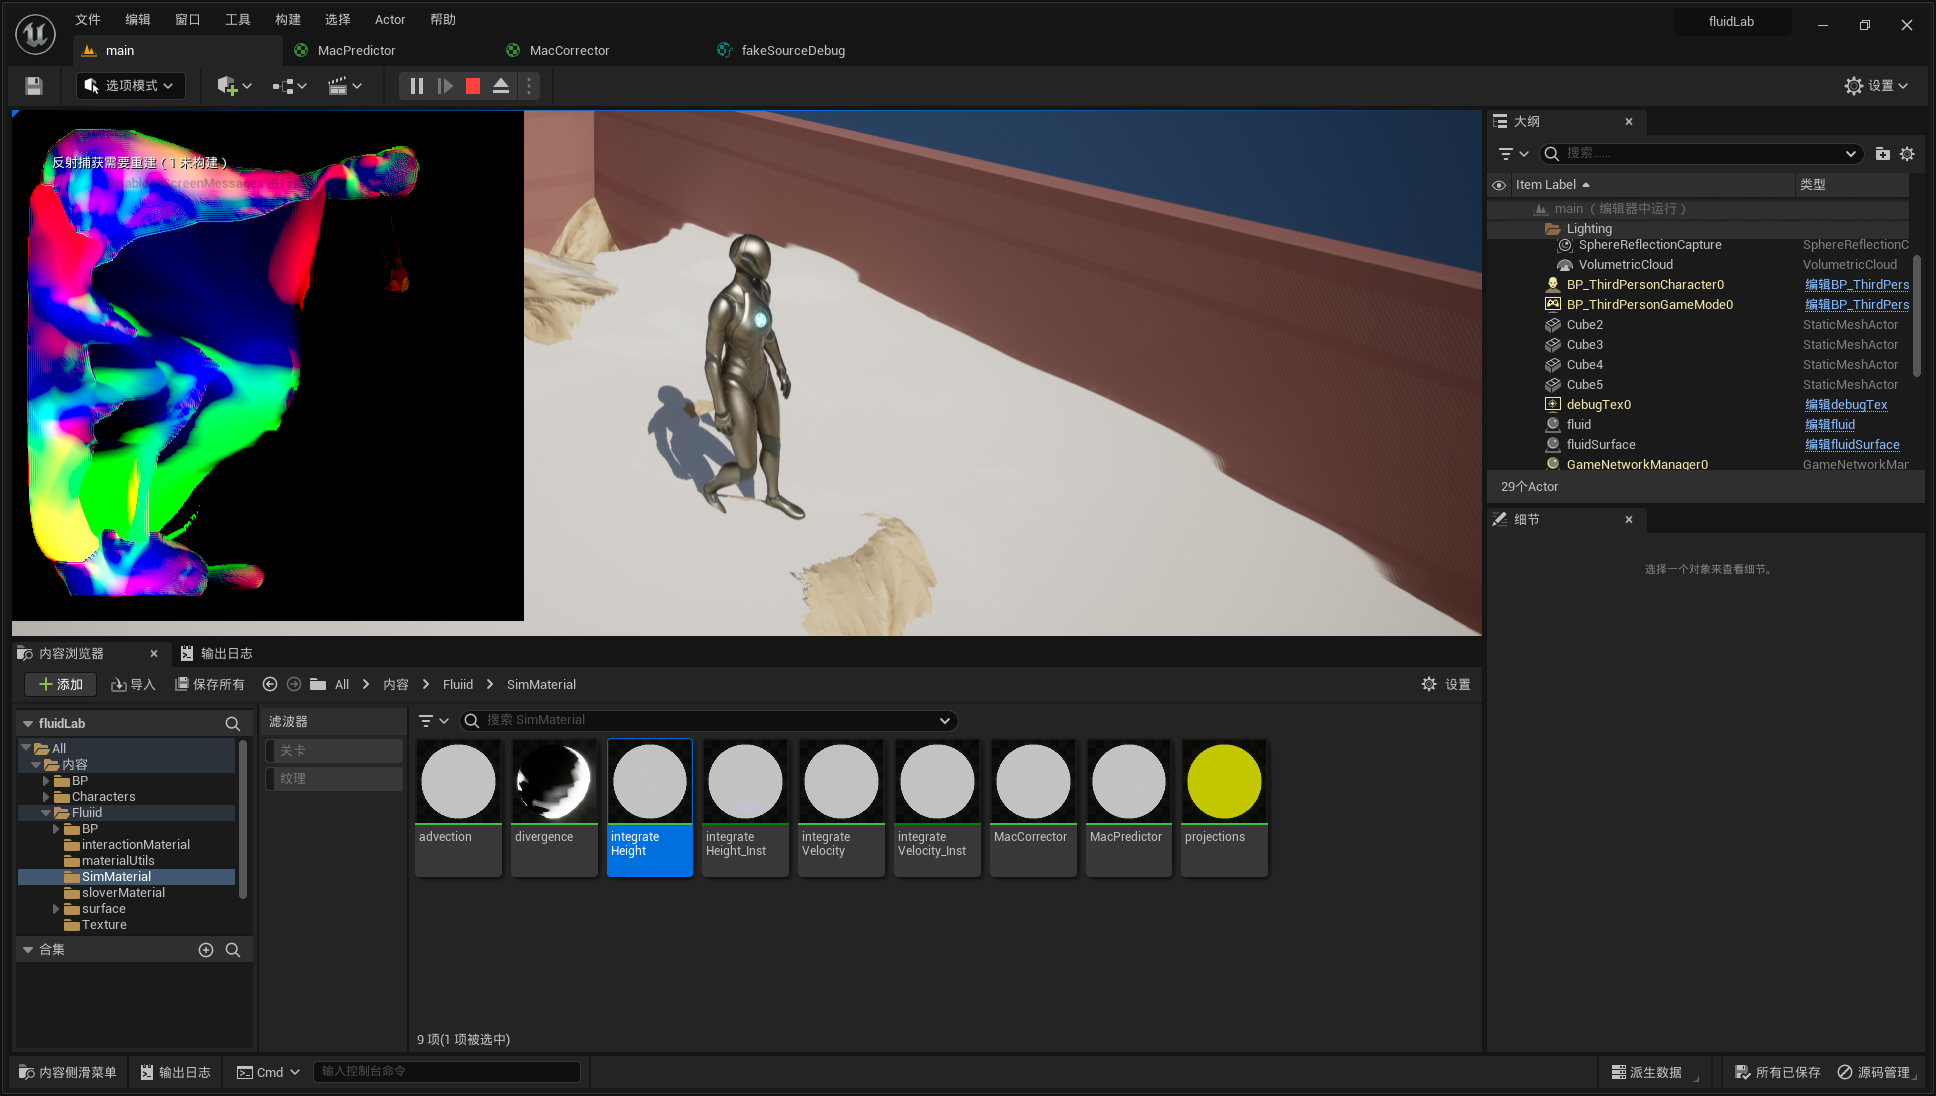 文件 编辑 窗口 工具 构建 选择 Actor 帮助
fluidLab
main MacPredictor MacCorrector fakeSourceDebug
选项模式
设置
反射捕获需要重建（1 未构建）
大纲
搜索......
Item Label 类型
main （编辑器中运行）
Lighting
SphereReflectionCapture SphereReflectionC
VolumetricCloud VolumetricCloud
BP_ThirdPersonCharacter0 编辑BP_ThirdPers
BP_ThirdPersonGameMode0 编辑BP_ThirdPers
Cube2 StaticMeshActor
Cube3 StaticMeshActor
Cube4 StaticMeshActor
Cube5 StaticMeshActor
debugTex0 编辑debugTex
fluid 编辑fluid
fluidSurface 编辑fluidSurface
GameNetworkManager0 GameNetworkMar
29个Actor
细节
选择一个对象来查看细节。
内容浏览器 输出日志
添加 导入 保存所有 All 内容 Fluiid SimMaterial 设置
fluidLab
All
内容
BP
Characters
Fluiid
BP
interactionMaterial
materialUtils
SimMaterial
sloverMaterial
surface
Texture
合集
滤波器
关卡
纹理
搜索 SimMaterial
advection
divergence
integrate
Height
integrate
Height_Inst
integrate
Velocity
integrate
Velocity_Inst
MacCorrector
MacPredictor
projections
9 项(1 项被选中)
内容侧滑菜单 输出日志 Cmd 输入控制台命令 派生数据 所有已保存 源码管理